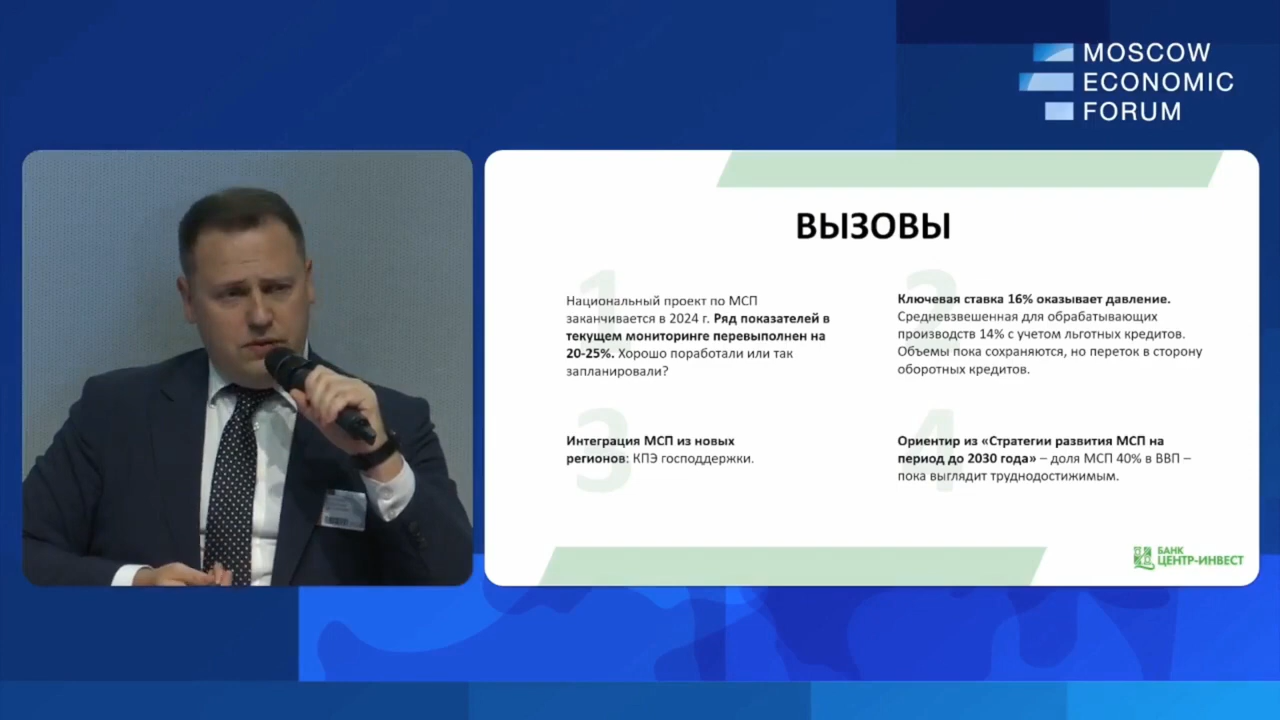 MOSCOW
ECONOMIC
FORUM
ВЫЗОВЫ
1
Национальный проект по МСП
заканчивается в 2024 г. Ряд показателей в
текущем мониторинге перевыполнен на
20-25%. Хорошо поработали или так
запланировали?
2
Ключевая ставка 16% оказывает давление.
Средневзвешенная для обрабатывающих
производств 14% с учетом льготных кредитов.
Объемы пока сохраняются, но переток в сторону
оборотных кредитов.
3
Интеграция МСП из новых
регионов: КПЭ господдержки.
4
Ориентир из «Стратегии развития МСП на
период до 2030 года» – доля МСП 40% в ВВП –
пока выглядит труднодостижимым.
БАНК
ЦЕНТР-ИНВЕСТ